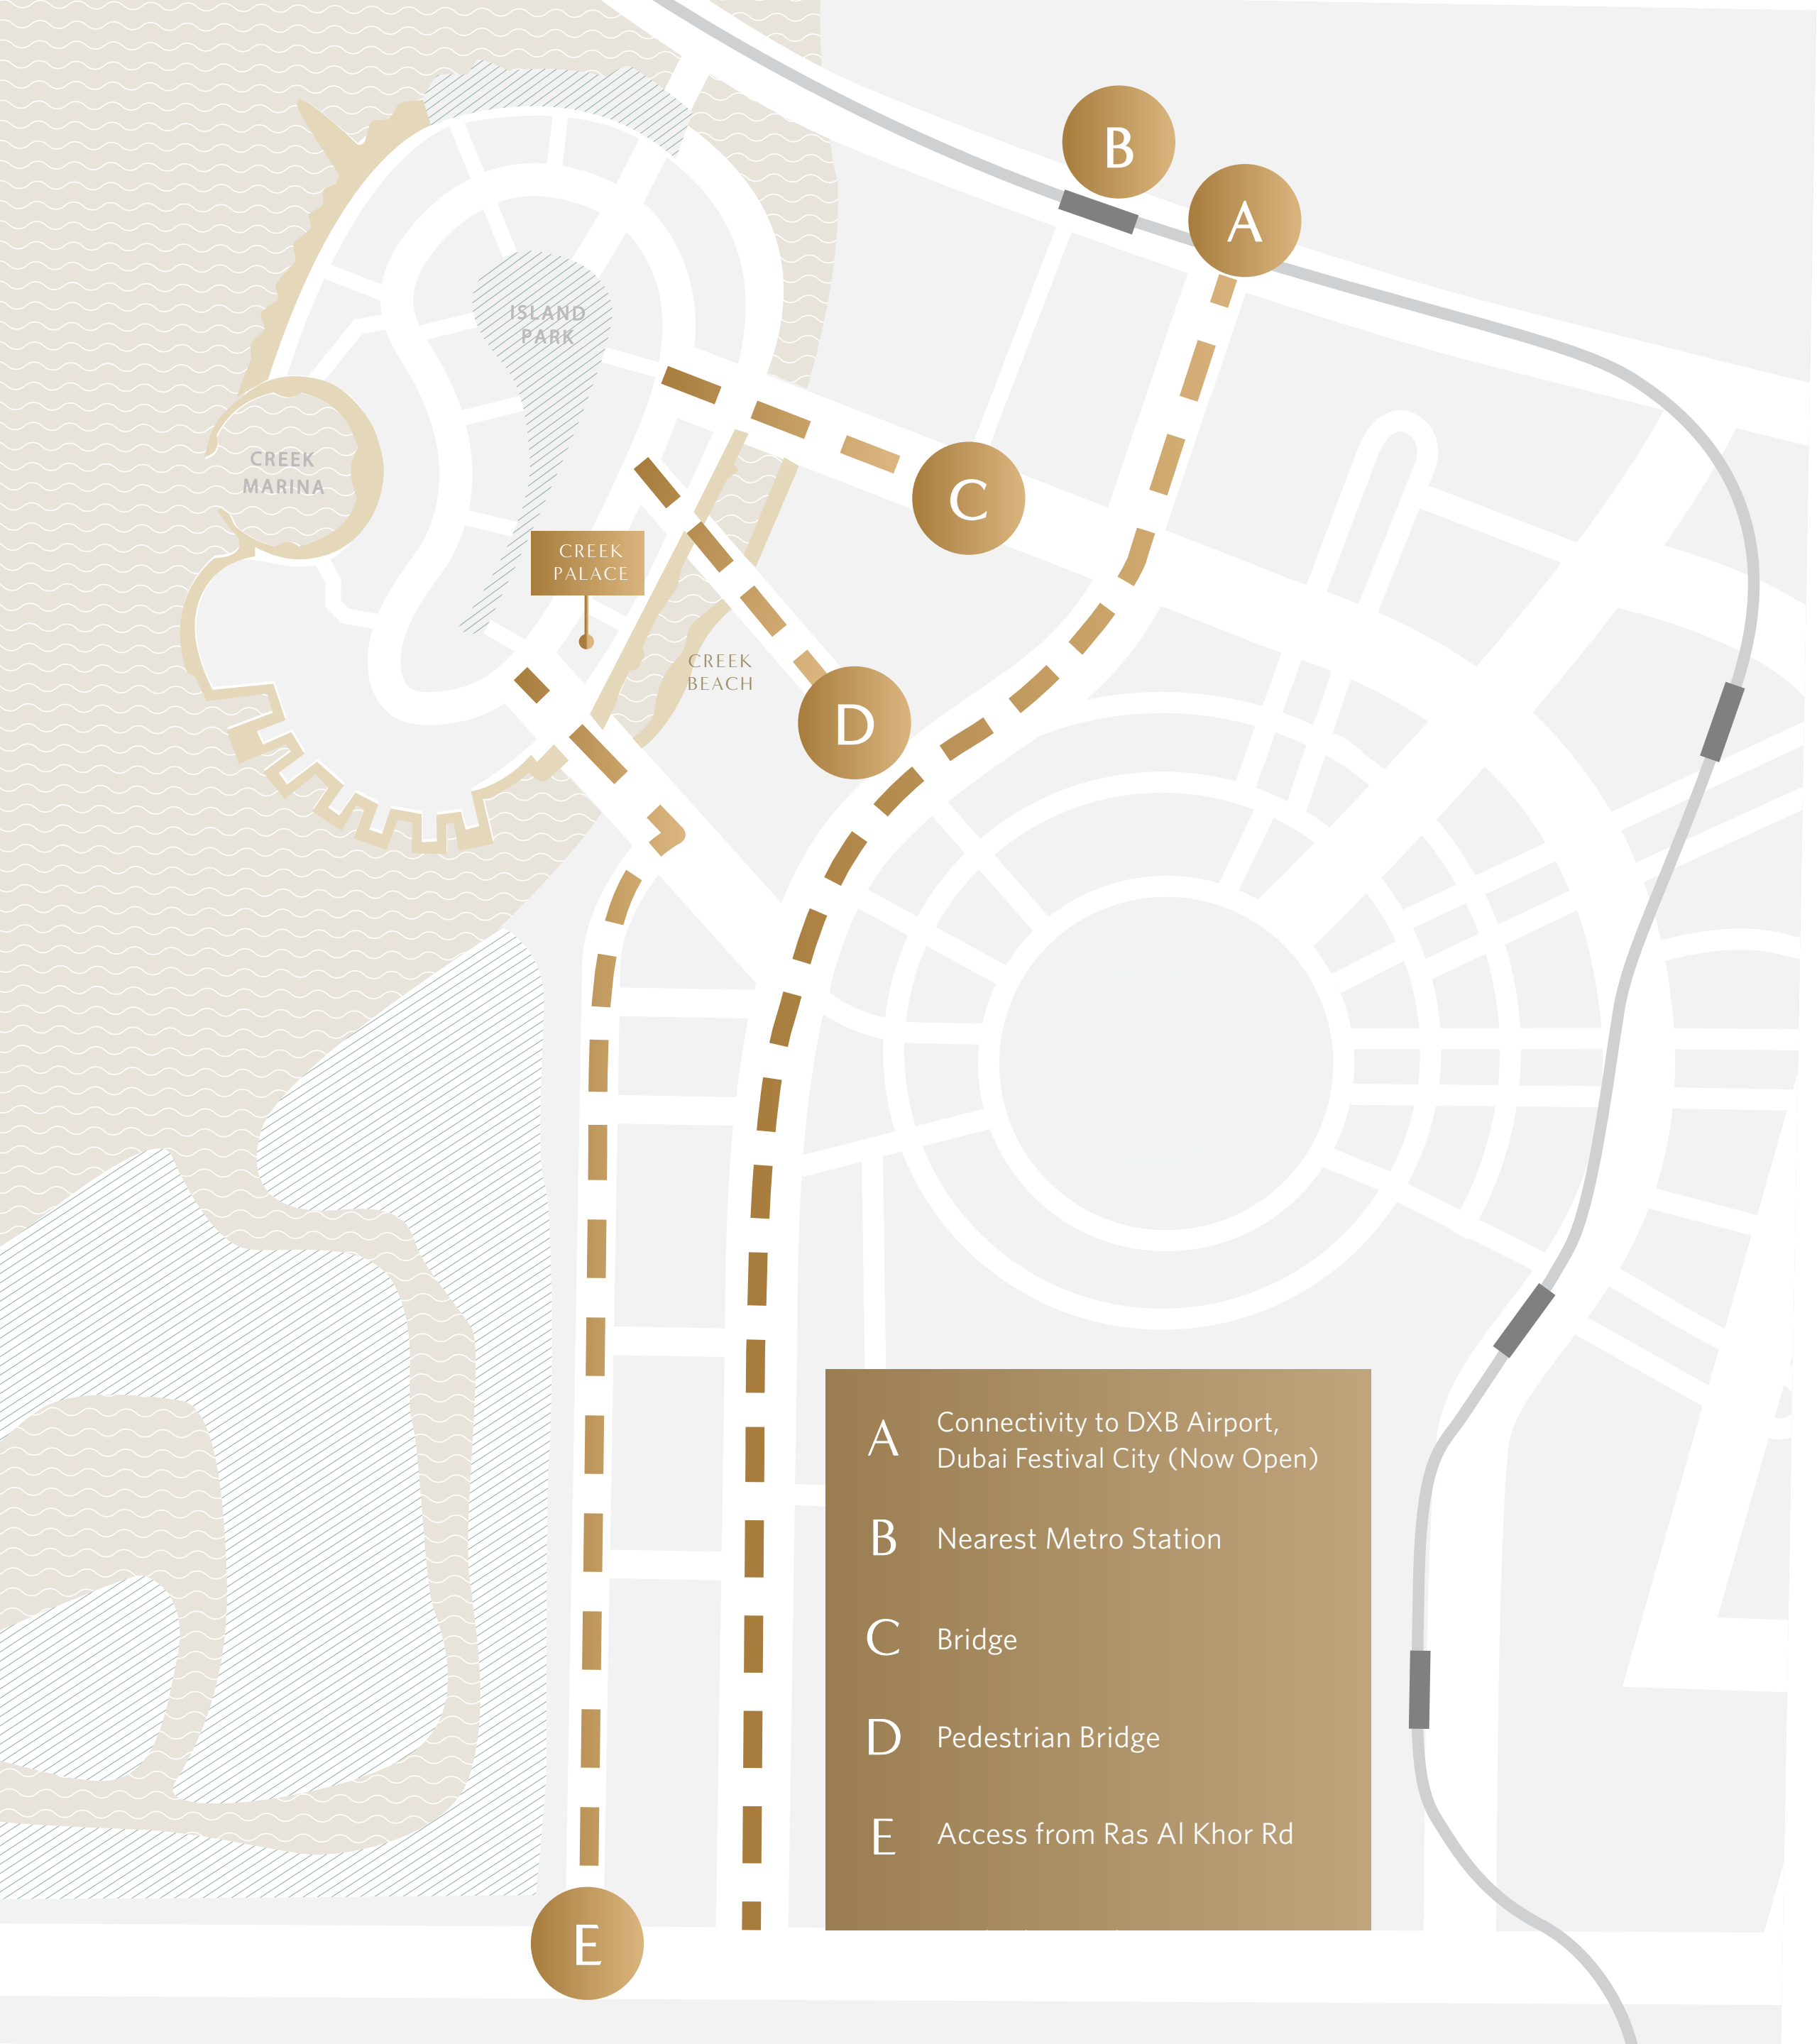 B
A
ISLAND
PARK
CREEK
MARINA
C
CREEK
PALACE
CREEK
BEACH
D
A Connectivity to DXB Airport,
Dubai Festival City (Now Open)
B Nearest Metro Station
C Bridge
D Pedestrian Bridge
E Access from Ras Al Khor Rd
E